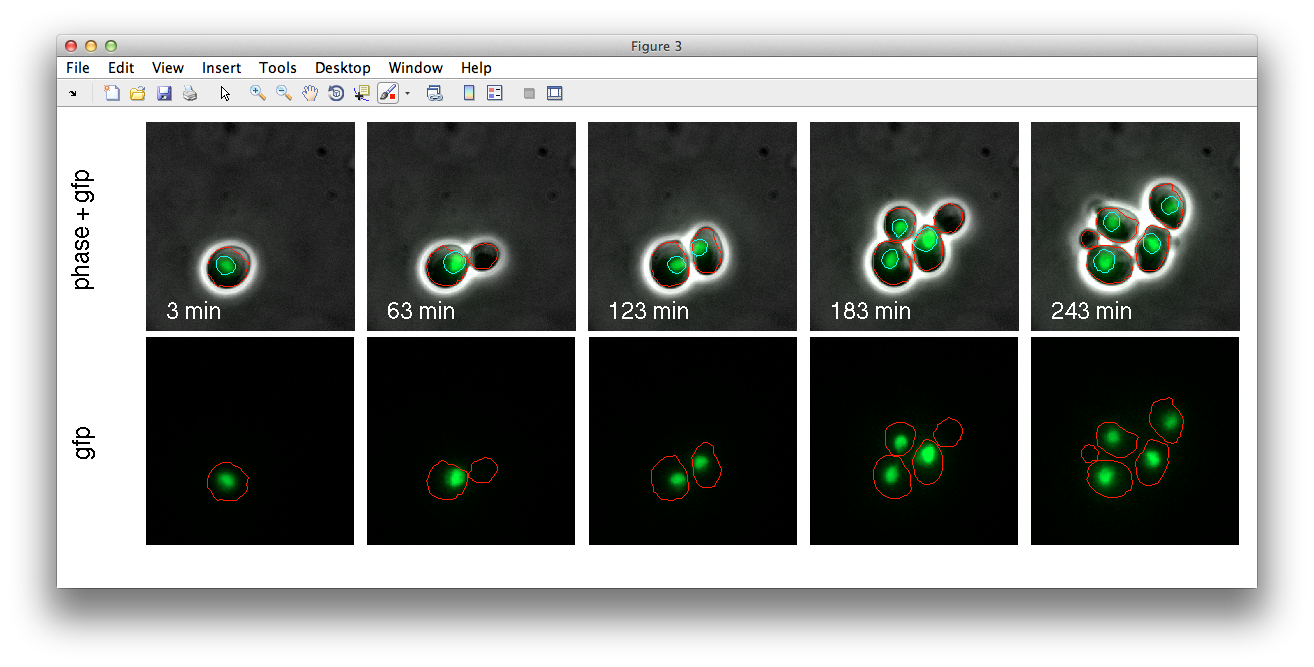 Figure 3
File Edit View Insert Tools Desktop Window Help
phase + gfp
3 min
63 min
123 min
183 min
243 min
gfp